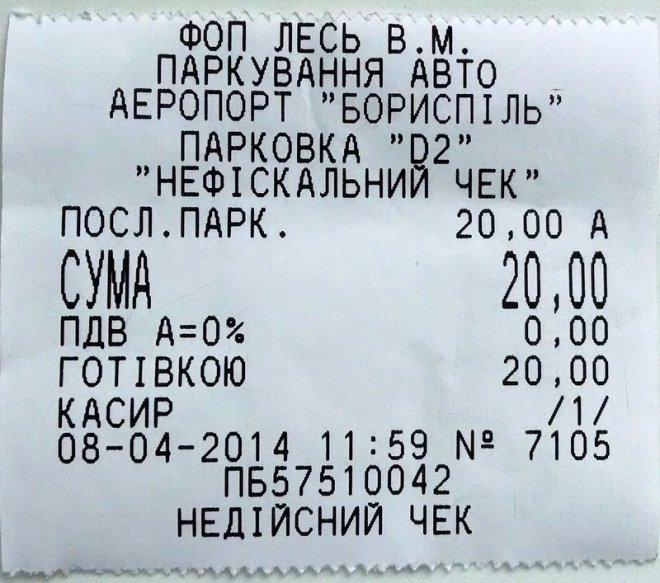 ФОП ЛЕСЬ В.М.
ПАРКУВАННЯ АВТО
АЕРОПОРТ "БОРИСПІЛЬ"
ПАРКОВКА "D2"
"НЕФІСКАЛЬНИЙ ЧЕК"
ПОСЛ.ПАРК. 20,00 А
СУМА 20,00
ПДВ А=0% 0,00
ГОТІВКОЮ 20,00
КАСИР /1/
08-04-2014 11:59 № 7105
ПБ57510042
НЕДІЙСНИЙ ЧЕК